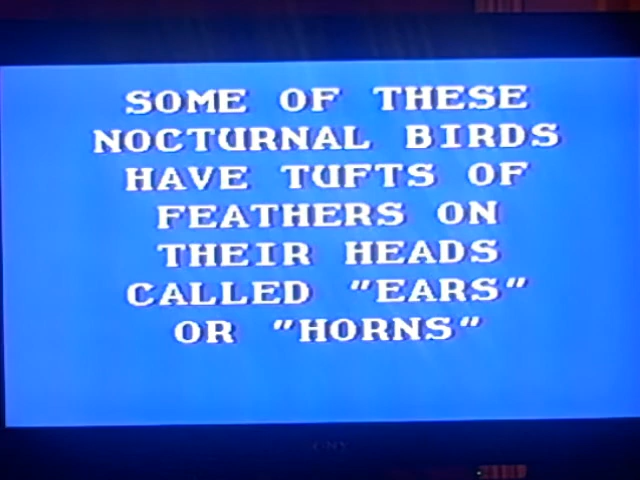 SOME OF THESE
NOCTURNAL BIRDS
HAVE TUFTS OF
FEATHERS ON
THEIR HEADS
CALLED "EARS"
OR "HORNS"